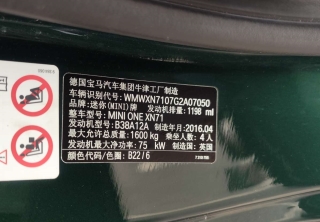 德国宝马汽车集团牛津工厂制造
车辆识别代号: WMWXN7107G2A07050
品牌: 迷你(MINI)牌 发动机排量: 1198 ml
整车型号: MINI ONE XN71
发动机型号: B38A12A 制造年月: 2016.04
最大允许总质量: 1600 kg 乘坐人数: 4 人
发动机最大净功率: 75 kW 制造国: 英国
颜色代码/色圈: B22 / 6